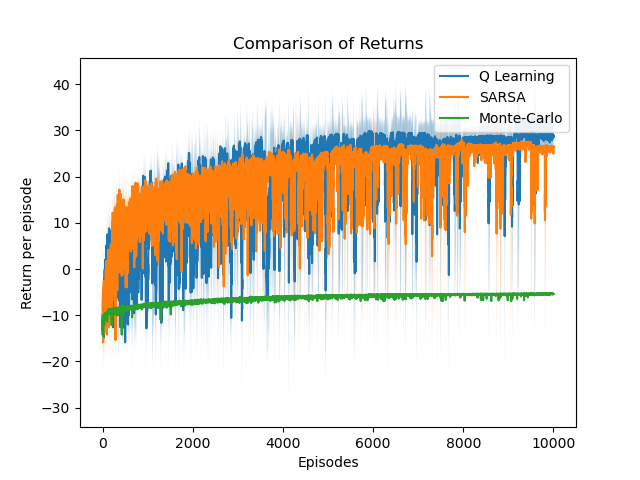 Comparison of Returns
Q Learning
SARSA
Monte-Carlo
Return per episode
40
30
20
10
0
−10
−20
−30
0
2000
4000
6000
8000
10000
Episodes